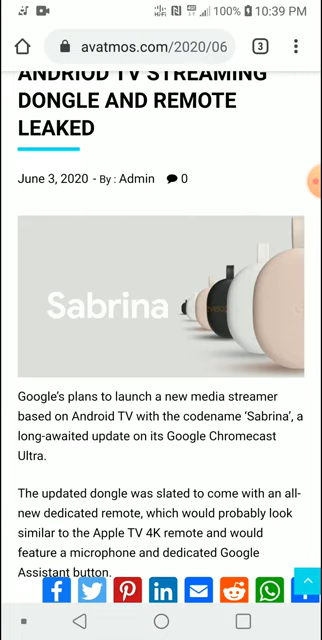 100% 10:39 PM
avatmos.com/2020/06
3
ANDRIOD TV STREAMING
DONGLE AND REMOTE
LEAKED
June 3, 2020 - By : Admin 0
Sabrina
Google's plans to launch a new media streamer
based on Android TV with the codename ‘Sabrina’, a
long-awaited update on its Google Chromecast
Ultra.
The updated dongle was slated to come with an all-
new dedicated remote, which would probably look
similar to the Apple TV 4K remote and would
feature a microphone and dedicated Google
Assistant button.